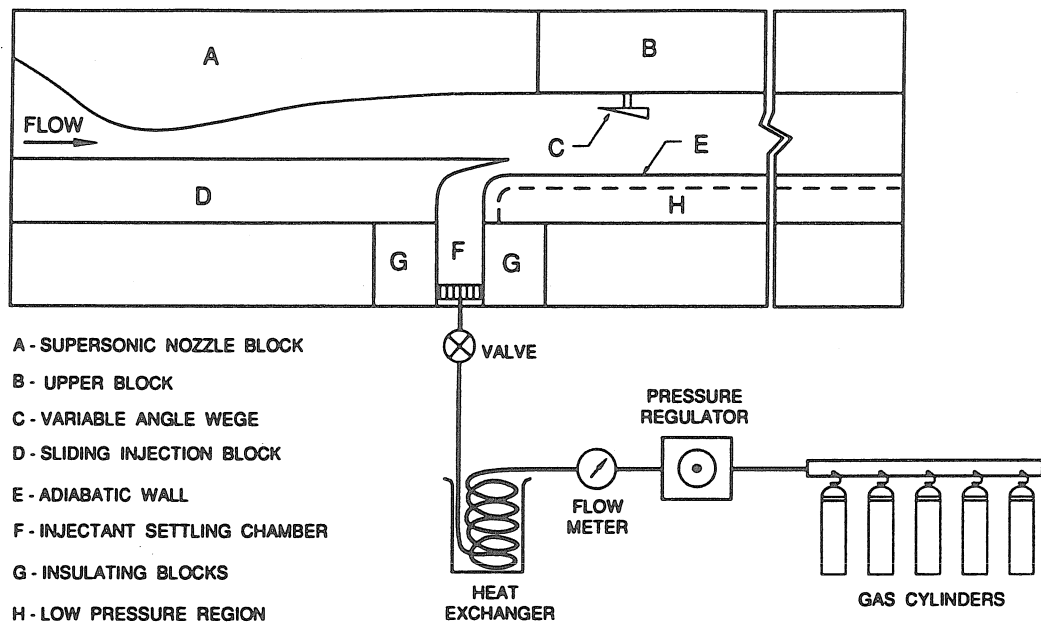 A
B
FLOW
C
E
D
H
G
F
G
A - SUPERSONIC NOZZLE BLOCK
B - UPPER BLOCK
C - VARIABLE ANGLE WEGE
D - SLIDING INJECTION BLOCK
E - ADIABATIC WALL
F - INJECTANT SETTLING CHAMBER
G - INSULATING BLOCKS
H - LOW PRESSURE REGION
VALVE
PRESSURE
REGULATOR
FLOW
METER
HEAT
EXCHANGER
GAS CYLINDERS